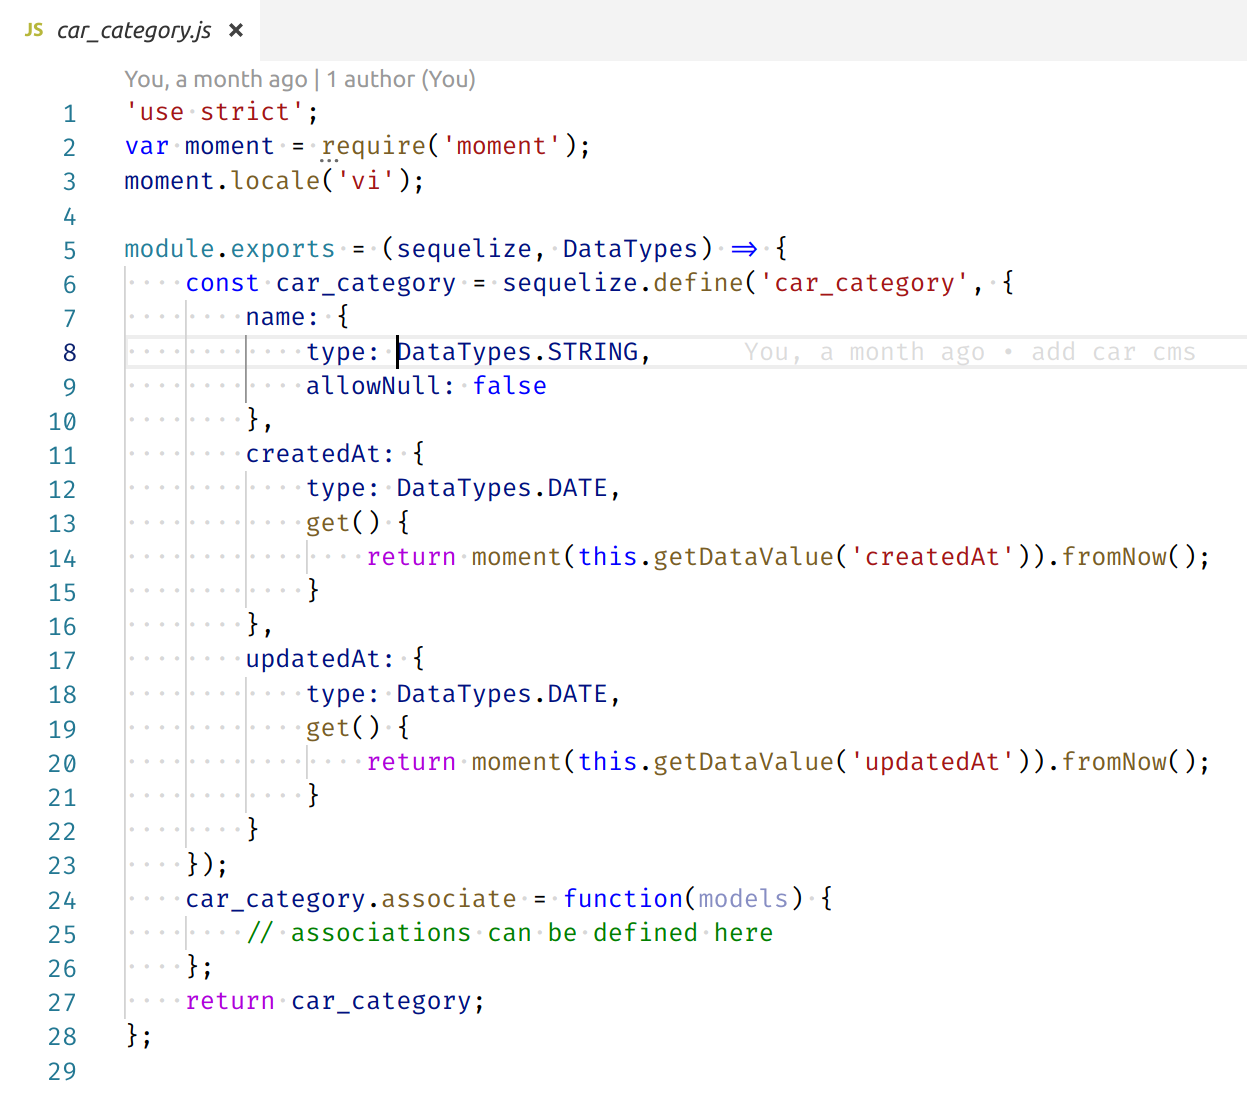 JS car_category.js ×
You, a month ago | 1 author (You)
1 'use strict';
2 var moment = require('moment');
3 moment.locale('vi');
4
5 module.exports = (sequelize, DataTypes) => {
6     const car_category = sequelize.define('car_category', {
7         name: {
8             type: DataTypes.STRING, You, a month ago • add car cms
9             allowNull: false
10         },
11         createdAt: {
12             type: DataTypes.DATE,
13             get() {
14                 return moment(this.getDataValue('createdAt')).fromNow();
15             }
16         },
17         updatedAt: {
18             type: DataTypes.DATE,
19             get() {
20                 return moment(this.getDataValue('updatedAt')).fromNow();
21             }
22         }
23     });
24     car_category.associate = function(models) {
25         // associations can be defined here
26     };
27     return car_category;
28 };
29